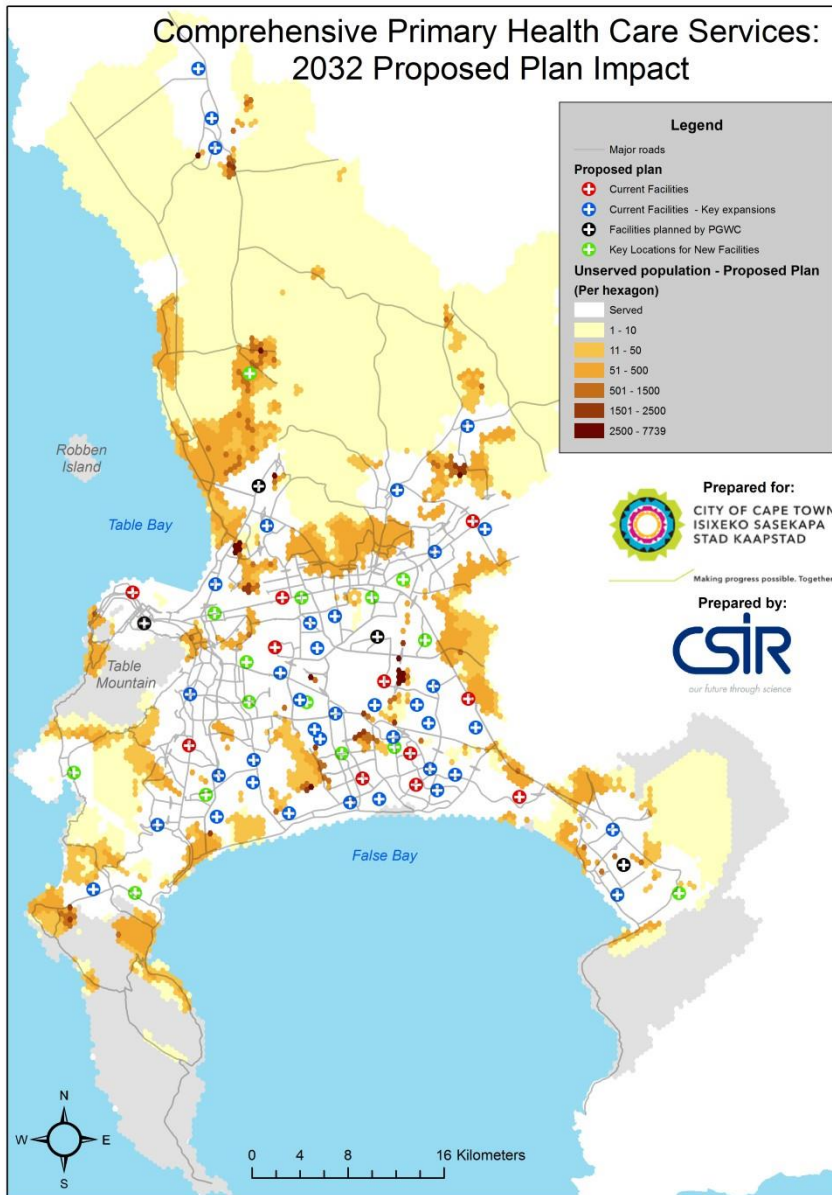 Comprehensive Primary Health Care Services:
2032 Proposed Plan Impact
Legend
Major roads
Proposed plan
Current Facilities
Current Facilities - Key expansions
Facilities planned by PGWC
Key Locations for New Facilities
Unserved population - Proposed Plan
(Per hexagon)
Served
1 - 10
11 - 50
51 - 500
501 - 1500
1501 - 2500
2500 - 7739
Robben
Island
Table Bay
Prepared for:
CITY OF CAPE TOWN
ISIXEKO SASEKAPA
STAD KAAPSTAD
Making progress possible. Together
Prepared by:
CSIR
our future through science
Table
Mountain
False Bay
N
W E
S
0 4 8 16 Kilometers